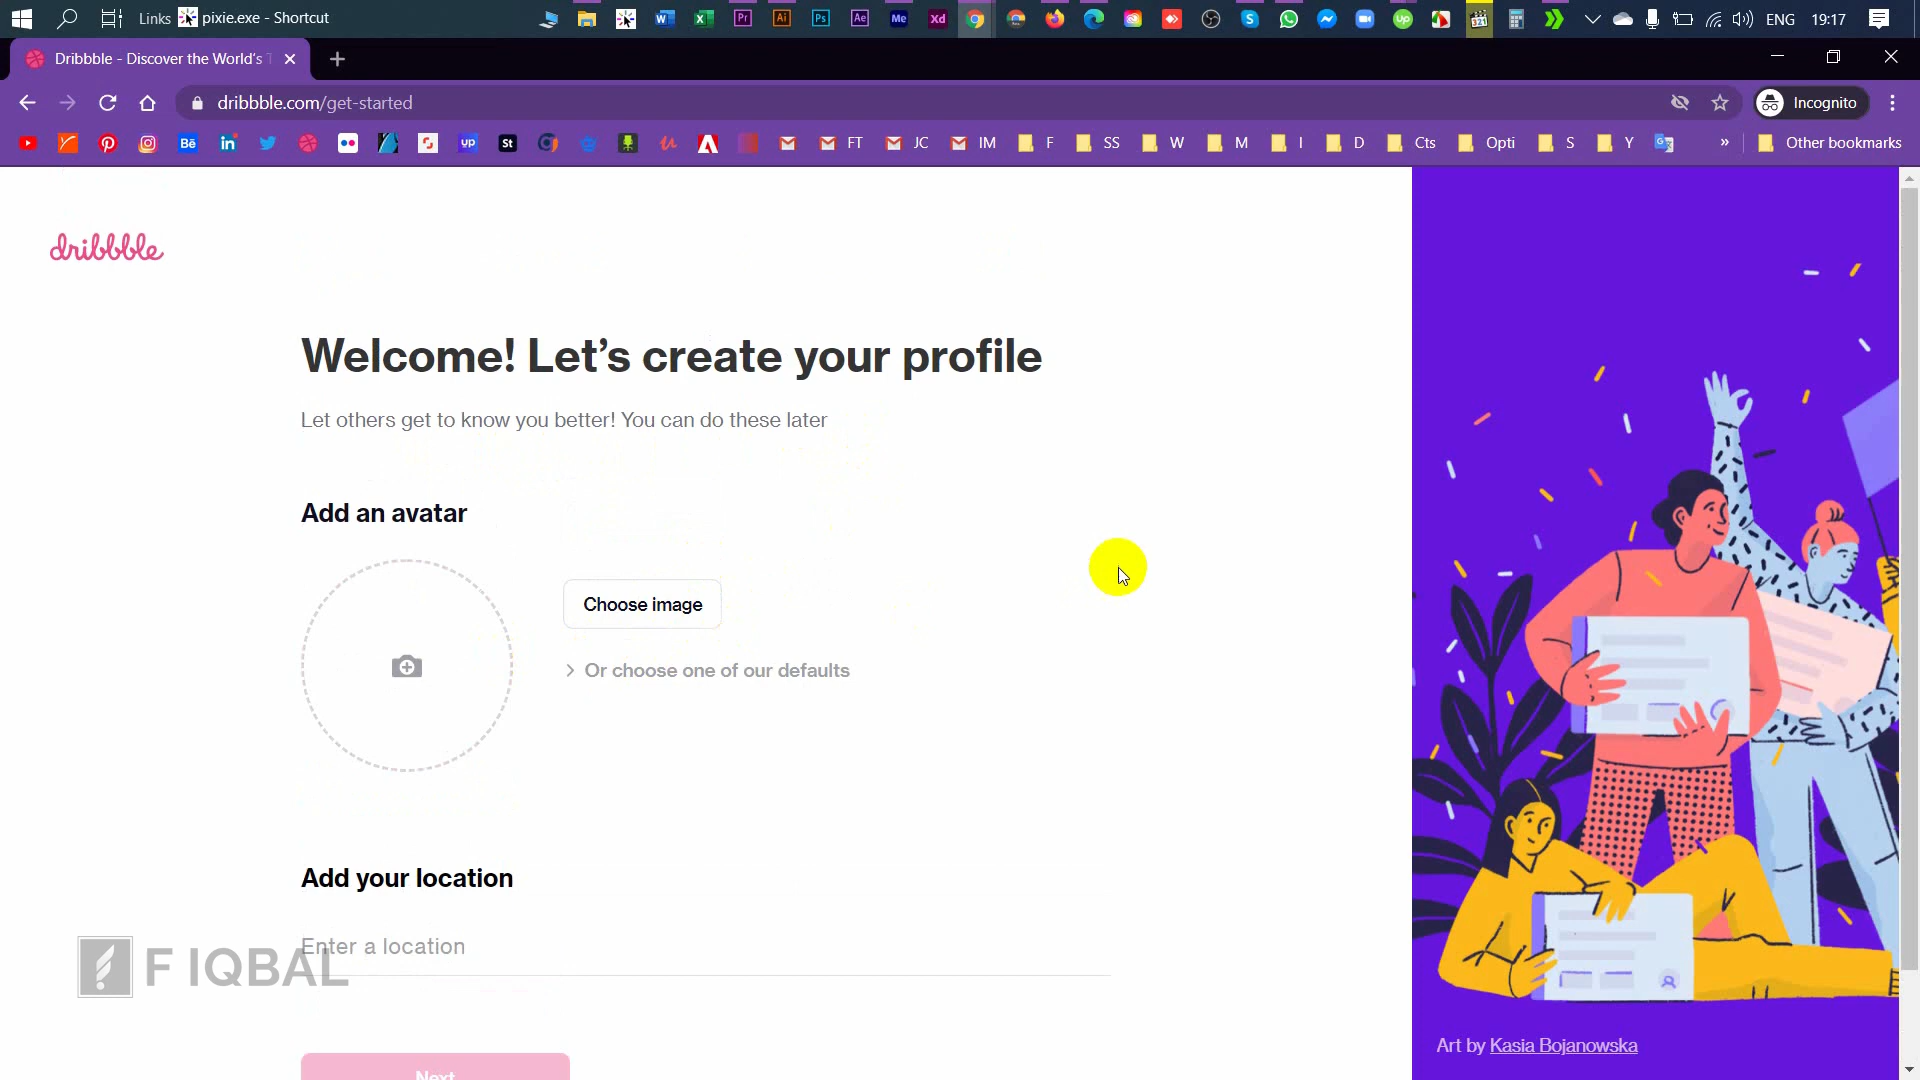 Links pixie.exe - Shortcut
ENG 19:17
Dribbble - Discover the World's T
dribbble.com/get-started
Incognito
FT JC IM F SS W M I D Cts Opti S Y » Other bookmarks
dribbble
Welcome! Let's create your profile
Let others get to know you better! You can do these later
Add an avatar
Choose image
Or choose one of our defaults
Add your location
Enter a location
F IQBAL
Next
Art by Kasia Bojanowska